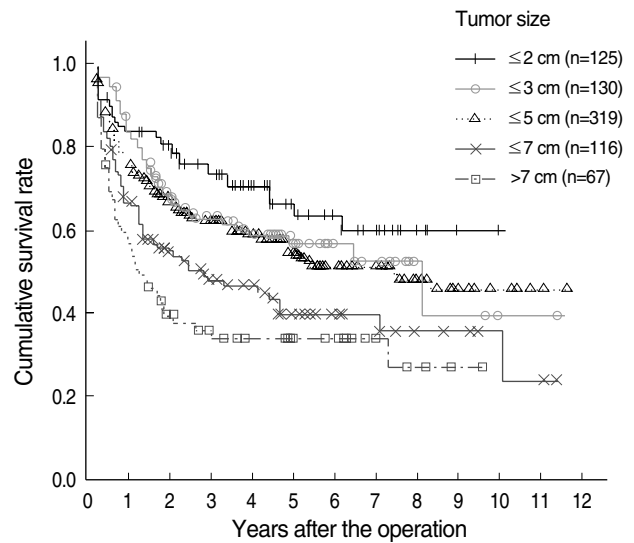 Tumor size
≤2 cm (n=125)
≤3 cm (n=130)
≤5 cm (n=319)
≤7 cm (n=116)
>7 cm (n=67)
Cumulative survival rate
1.0
0.8
0.6
0.4
0.2
0.0
0 1 2 3 4 5 6 7 8 9 10 11 12
Years after the operation